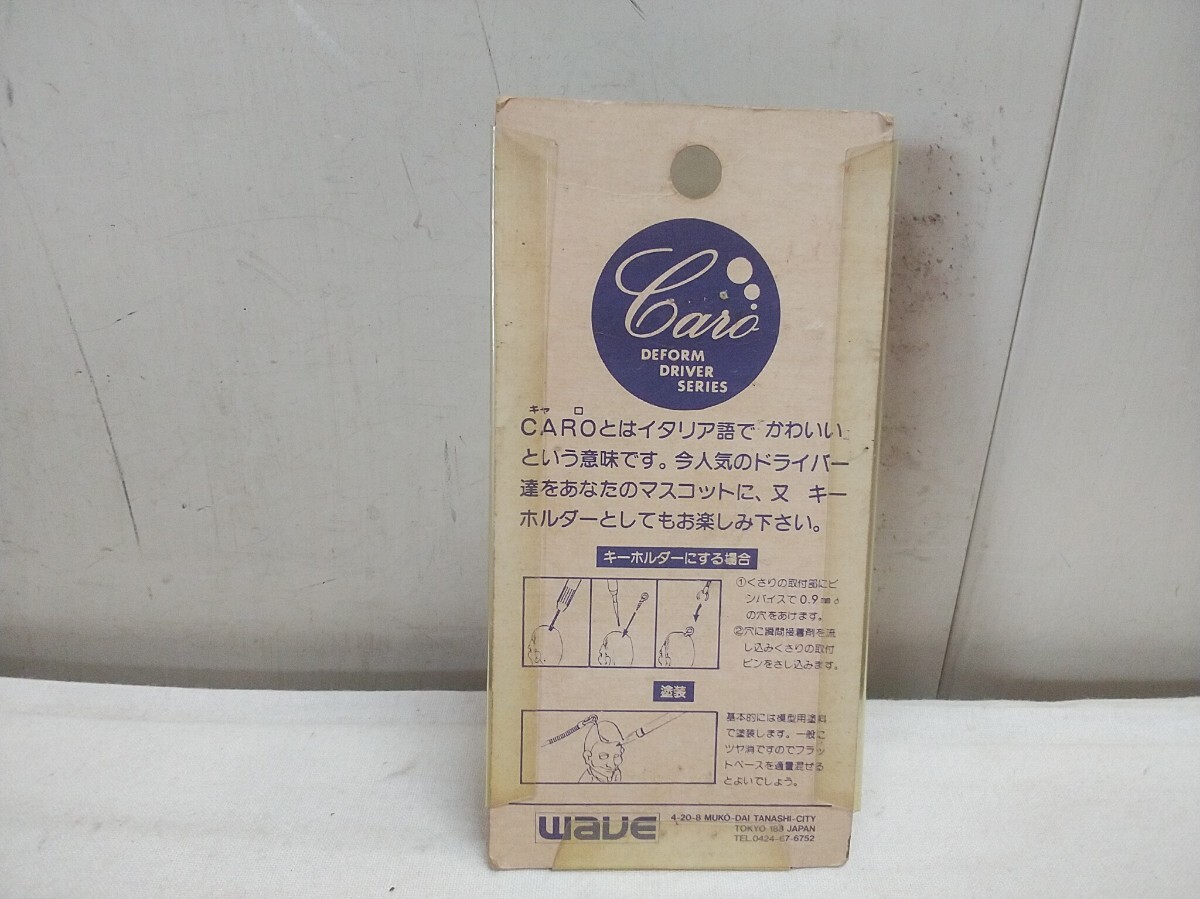 Caro
DEFORM
DRIVER
SERIES
キャ ロ
CAROとはイタリア語で かわいい
という意味です。今人気のドライバー
達をあなたのマスコットに、又 キー
ホルダーとしてもお楽しみ下さい。
キーホルダーにする場合
①くさりの取付部にピ
ンバイスで0.9㎜φ
の穴をあけます。
②穴に瞬間接着剤を流
し込みくさりの取付
ピンをさし込みます。
塗装
基本的には模型用塗料
で塗装します。一般に
ツヤ消ですのでフラッ
トベースを適量混ぜる
とよいでしょう。
wave
4-20-8 MUKO-DAI TANASHI-CITY
TOKYO 188 JAPAN
TEL.0424-67-6752